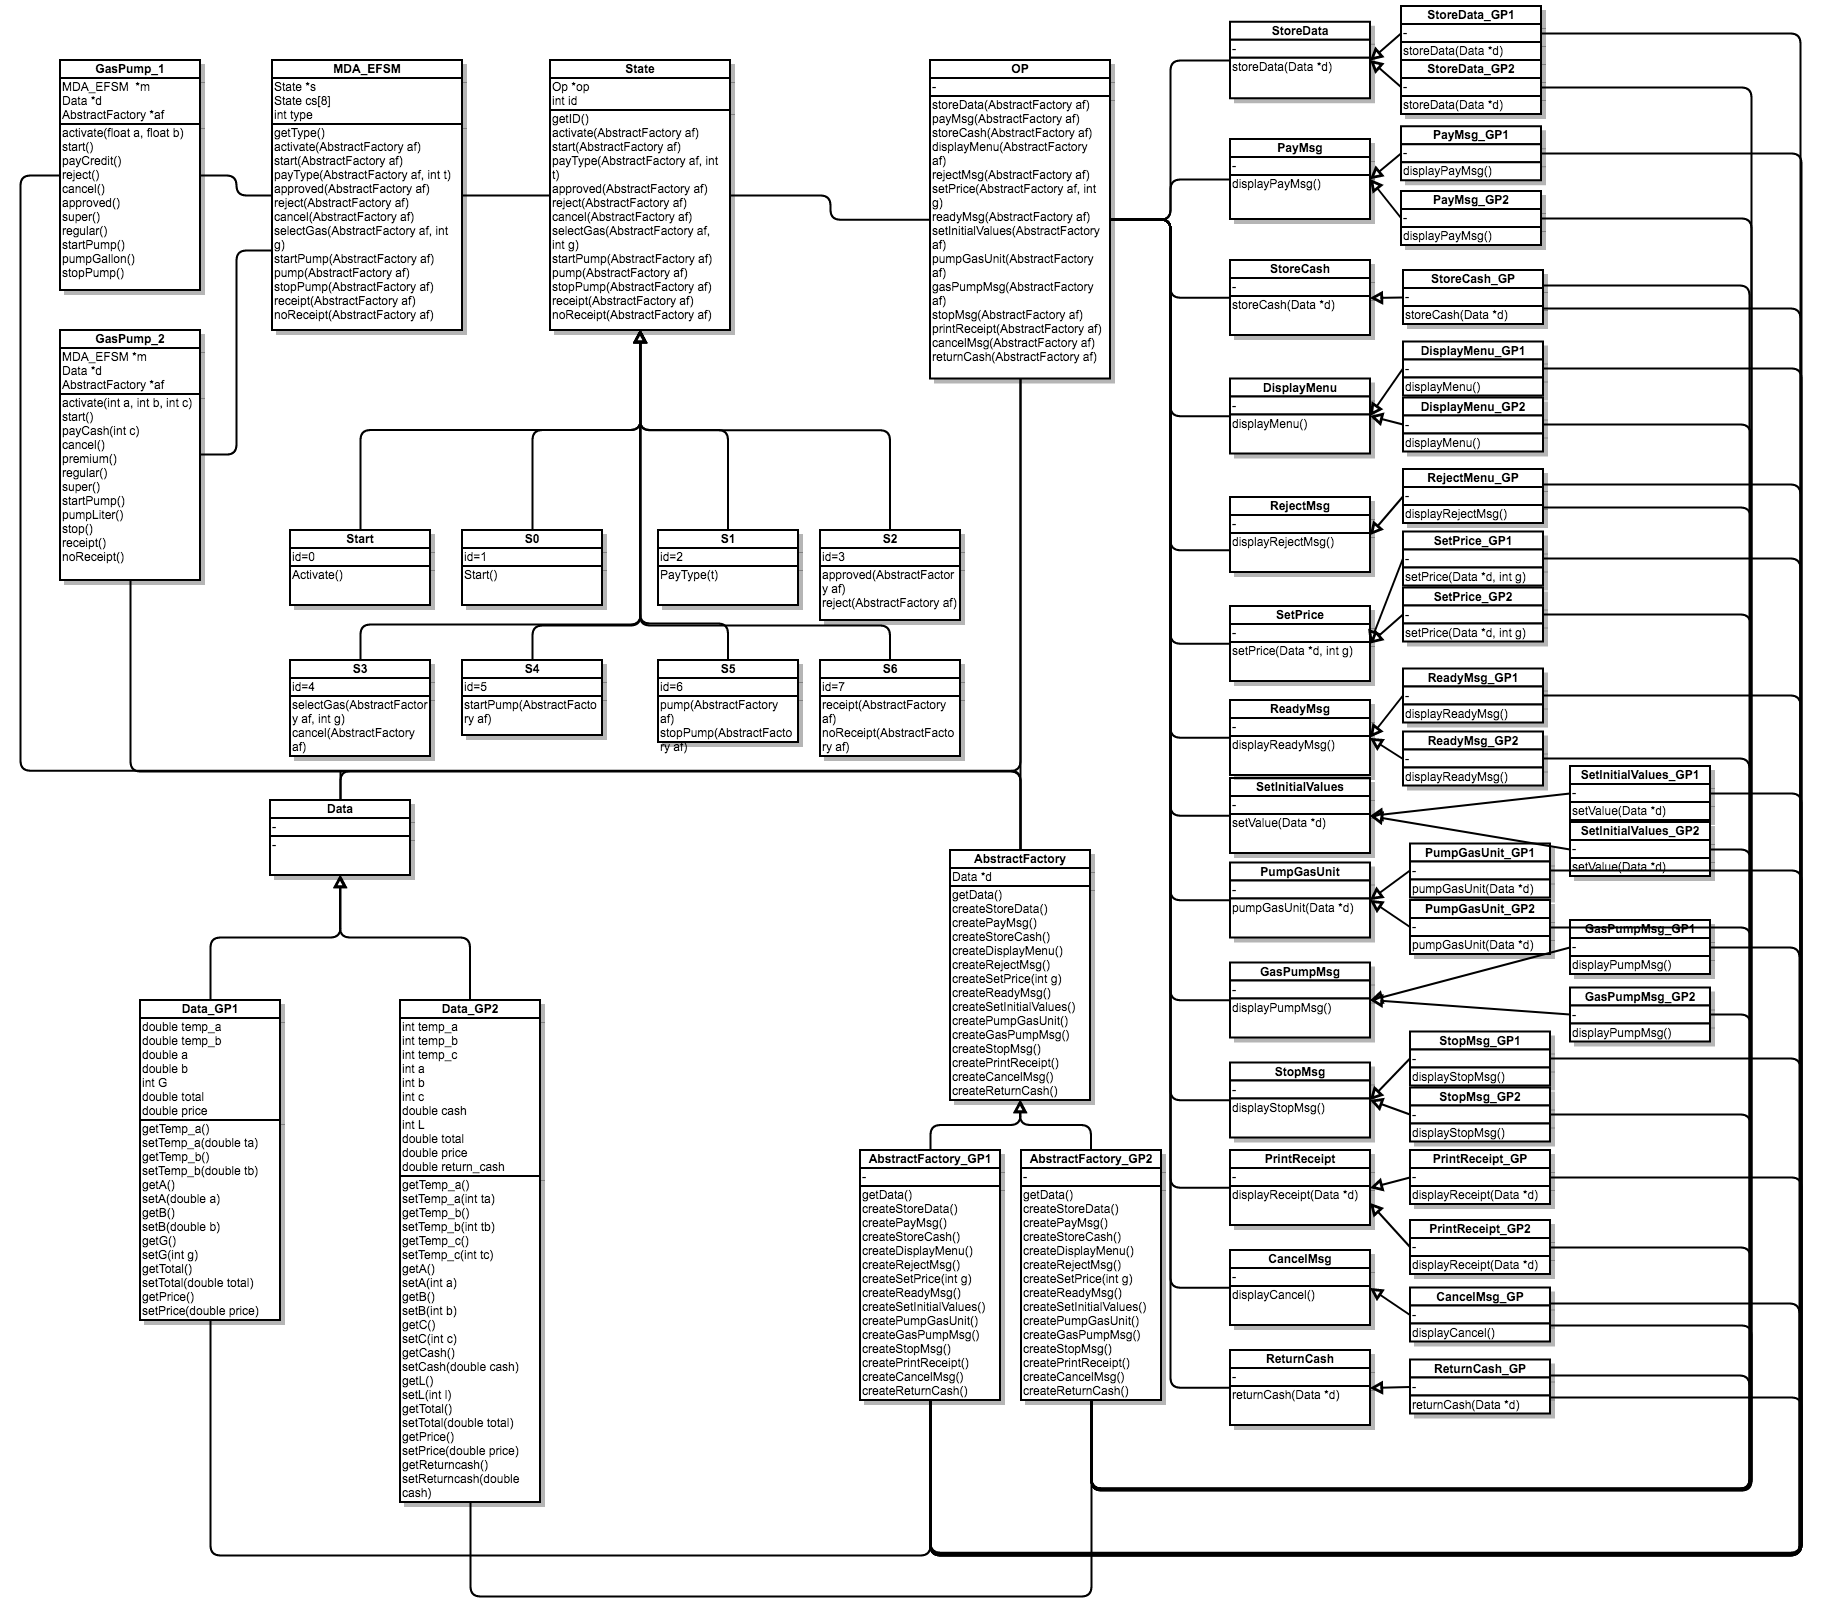 GasPump_1
MDA_EFSM *m
Data *d
AbstractFactory *af
activate(float a, float b)
start()
payCredit()
reject()
cancel()
approved()
super()
regular()
startPump()
pumpGallon()
stopPump()
GasPump_2
MDA_EFSM *m
Data *d
AbstractFactory *af
activate(int a, int b, int c)
start()
payCash(int c)
cancel()
premium()
regular()
super()
startPump()
pumpLiter()
stop()
receipt()
noReceipt()
MDA_EFSM
State *s
State cs[8]
int type
getType()
activate(AbstractFactory af)
start(AbstractFactory af)
payType(AbstractFactory af, int t)
approved(AbstractFactory af)
reject(AbstractFactory af)
cancel(AbstractFactory af)
selectGas(AbstractFactory af, int
g)
startPump(AbstractFactory af)
pump(AbstractFactory af)
stopPump(AbstractFactory af)
receipt(AbstractFactory af)
noReceipt(AbstractFactory af)
State
Op *op
int id
getID()
activate(AbstractFactory af)
start(AbstractFactory af)
payType(AbstractFactory af, int
t)
approved(AbstractFactory af)
reject(AbstractFactory af)
cancel(AbstractFactory af)
selectGas(AbstractFactory af,
int g)
startPump(AbstractFactory af)
pump(AbstractFactory af)
stopPump(AbstractFactory af)
receipt(AbstractFactory af)
noReceipt(AbstractFactory af)
OP
-
storeData(AbstractFactory af)
payMsg(AbstractFactory af)
storeCash(AbstractFactory af)
displayMenu(AbstractFactory
af)
rejectMsg(AbstractFactory af)
setPrice(AbstractFactory af, int
g)
readyMsg(AbstractFactory af)
setInitialValues(AbstractFactory
af)
pumpGasUnit(AbstractFactory
af)
gasPumpMsg(AbstractFactory
af)
stopMsg(AbstractFactory af)
printReceipt(AbstractFactory af)
cancelMsg(AbstractFactory af)
returnCash(AbstractFactory af)
Start
id=0
Activate()
S0
id=1
Start()
S1
id=2
PayType(t)
S2
id=3
approved(AbstractFactor
y af)
reject(AbstractFactory af)
S3
id=4
selectGas(AbstractFactor
y af, int g)
cancel(AbstractFactory
af)
S4
id=5
startPump(AbstractFacto
ry af)
S5
id=6
pump(AbstractFactory
af)
stopPump(AbstractFacto
ry af)
S6
id=7
receipt(AbstractFactory
af)
noReceipt(AbstractFacto
ry af)
Data
-
-
Data_GP1
double temp_a
double temp_b
double a
double b
int G
double total
double price
getTemp_a()
setTemp_a(double ta)
getTemp_b()
setTemp_b(double tb)
getA()
setA(double a)
getB()
setB(double b)
getG()
setG(int g)
getTotal()
setTotal(double total)
getPrice()
setPrice(double price)
Data_GP2
int temp_a
int temp_b
int temp_c
int a
int b
int c
double cash
int L
double total
double price
double return_cash
getTemp_a()
setTemp_a(int ta)
getTemp_b()
setTemp_b(int tb)
getTemp_c()
setTemp_c(int tc)
getA()
setA(int a)
getB()
setB(int b)
getC()
setC(int c)
getCash()
setCash(double cash)
getL()
setL(int l)
getTotal()
setTotal(double total)
getPrice()
setPrice(double price)
getReturncash()
setReturncash(double
cash)
AbstractFactory
Data *d
getData()
createStoreData()
createPayMsg()
createStoreCash()
createDisplayMenu()
createRejectMsg()
createSetPrice(int g)
createReadyMsg()
createSetInitialValues()
createPumpGasUnit()
createGasPumpMsg()
createStopMsg()
createPrintReceipt()
createCancelMsg()
createReturnCash()
AbstractFactory_GP1
-
getData()
createStoreData()
createPayMsg()
createStoreCash()
createDisplayMenu()
createRejectMsg()
createSetPrice(int g)
createReadyMsg()
createSetInitialValues()
createPumpGasUnit()
createGasPumpMsg()
createStopMsg()
createPrintReceipt()
createCancelMsg()
createReturnCash()
AbstractFactory_GP2
-
getData()
createStoreData()
createPayMsg()
createStoreCash()
createDisplayMenu()
createRejectMsg()
createSetPrice(int g)
createReadyMsg()
createSetInitialValues()
createPumpGasUnit()
createGasPumpMsg()
createStopMsg()
createPrintReceipt()
createCancelMsg()
createReturnCash()
StoreData
-
storeData(Data *d)
StoreData_GP1
-
storeData(Data *d)
StoreData_GP2
-
storeData(Data *d)
PayMsg
-
displayPayMsg()
PayMsg_GP1
-
displayPayMsg()
PayMsg_GP2
-
displayPayMsg()
StoreCash
-
storeCash(Data *d)
StoreCash_GP
-
storeCash(Data *d)
DisplayMenu
-
displayMenu()
DisplayMenu_GP1
-
displayMenu()
DisplayMenu_GP2
-
displayMenu()
RejectMsg
-
displayRejectMsg()
RejectMenu_GP
-
displayRejectMsg()
SetPrice
-
setPrice(Data *d, int g)
SetPrice_GP1
-
setPrice(Data *d, int g)
SetPrice_GP2
-
setPrice(Data *d, int g)
ReadyMsg
-
displayReadyMsg()
ReadyMsg_GP1
-
displayReadyMsg()
ReadyMsg_GP2
-
displayReadyMsg()
SetInitialValues
-
setValue(Data *d)
SetInitialValues_GP1
-
setValue(Data *d)
SetInitialValues_GP2
-
setValue(Data *d)
PumpGasUnit
-
pumpGasUnit(Data *d)
PumpGasUnit_GP1
-
pumpGasUnit(Data *d)
PumpGasUnit_GP2
-
pumpGasUnit(Data *d)
GasPumpMsg
-
displayPumpMsg()
GasPumpMsg_GP1
-
displayPumpMsg()
GasPumpMsg_GP2
-
displayPumpMsg()
StopMsg
-
displayStopMsg()
StopMsg_GP1
-
displayStopMsg()
StopMsg_GP2
-
displayStopMsg()
PrintReceipt
-
displayReceipt(Data *d)
PrintReceipt_GP
-
displayReceipt(Data *d)
PrintReceipt_GP2
-
displayReceipt(Data *d)
CancelMsg
-
displayCancel()
CancelMsg_GP
-
displayCancel()
ReturnCash
-
returnCash(Data *d)
ReturnCash_GP
-
returnCash(Data *d)